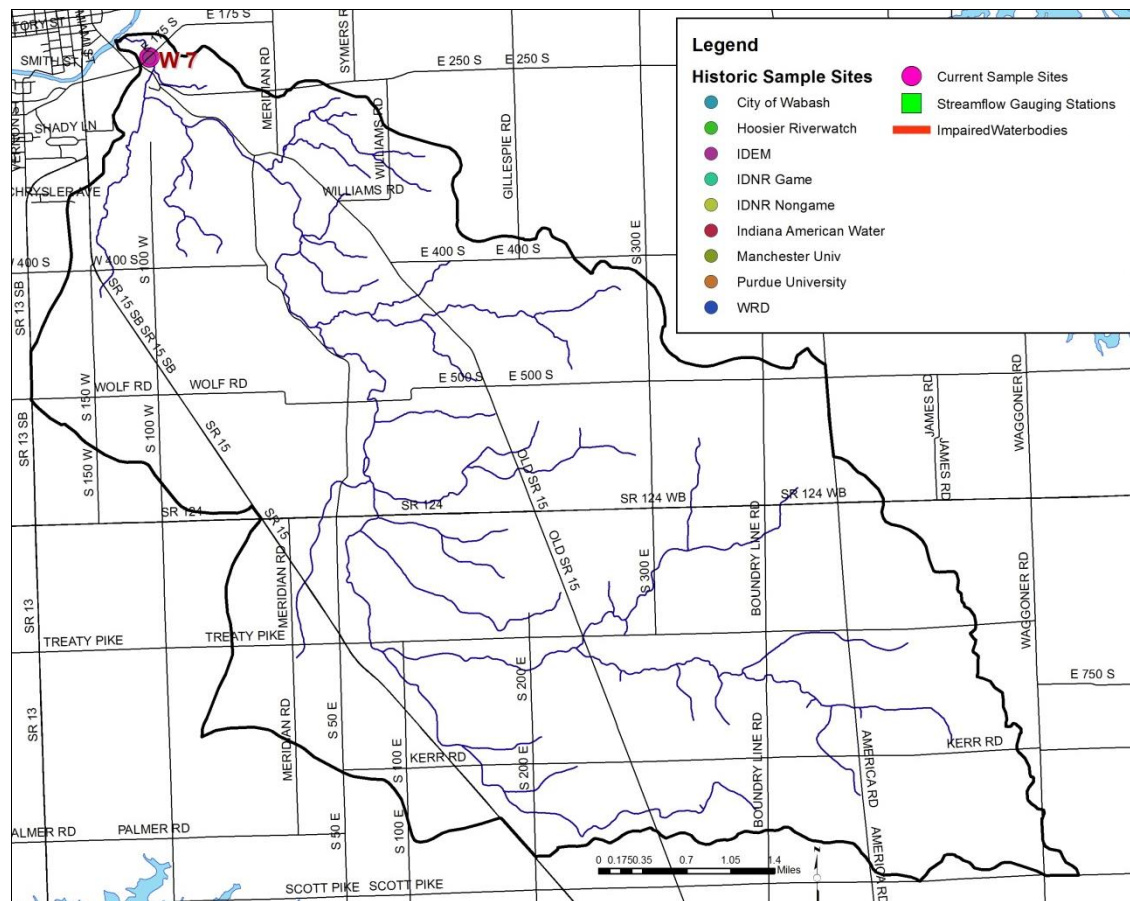 TORY ST
E 175 S
E 175 S
MIAMI ST
SMITH ST
W 7
MERIDIAN RD
SYMERS R
E 250 S
E 250 S
VERNON S
SHADY LN
WILLIAMS RD
GILLESPIE RD
CHRYSLER AVE
WILLIAMS RD
W 400 S
W 400 S
S 100 W
E 400 S
E 400 S
S 300 E
SR 13 SB
SR 15 SB SR 15 SB
S 150 W
WOLF RD
WOLF RD
E 500 S
E 500 S
JAMES RD
WAGGONER RD
SR 13 SB
S 150 W
S 100 W
SR 15
OLD SR 15
JAMES RD
SR 124
SR 15
SR 124
SR 124 WB
SR 124 WB
MERIDIAN RD
OLD SR 15
S 300 E
BOUNDRY LINE RD
WAGGONER RD
SR 13
TREATY PIKE
TREATY PIKE
S 200 E
E 750 S
SR 13
MERIDIAN RD
S 50 E
S 100 E
KERR RD
S 200 E
BOUNDRY LINE RD
AMERICA RD
KERR RD
ALMER RD
PALMER RD
S 50 E
S 100 E
AMERICA RD
SCOTT PIKE
SCOTT PIKE
0 0.175 0.35 0.7 1.05 1.4
Miles
Legend
Historic Sample Sites
City of Wabash
Hoosier Riverwatch
IDEM
IDNR Game
IDNR Nongame
Indiana American Water
Manchester Univ
Purdue University
WRD
Current Sample Sites
Streamflow Gauging Stations
ImpairedWaterbodies